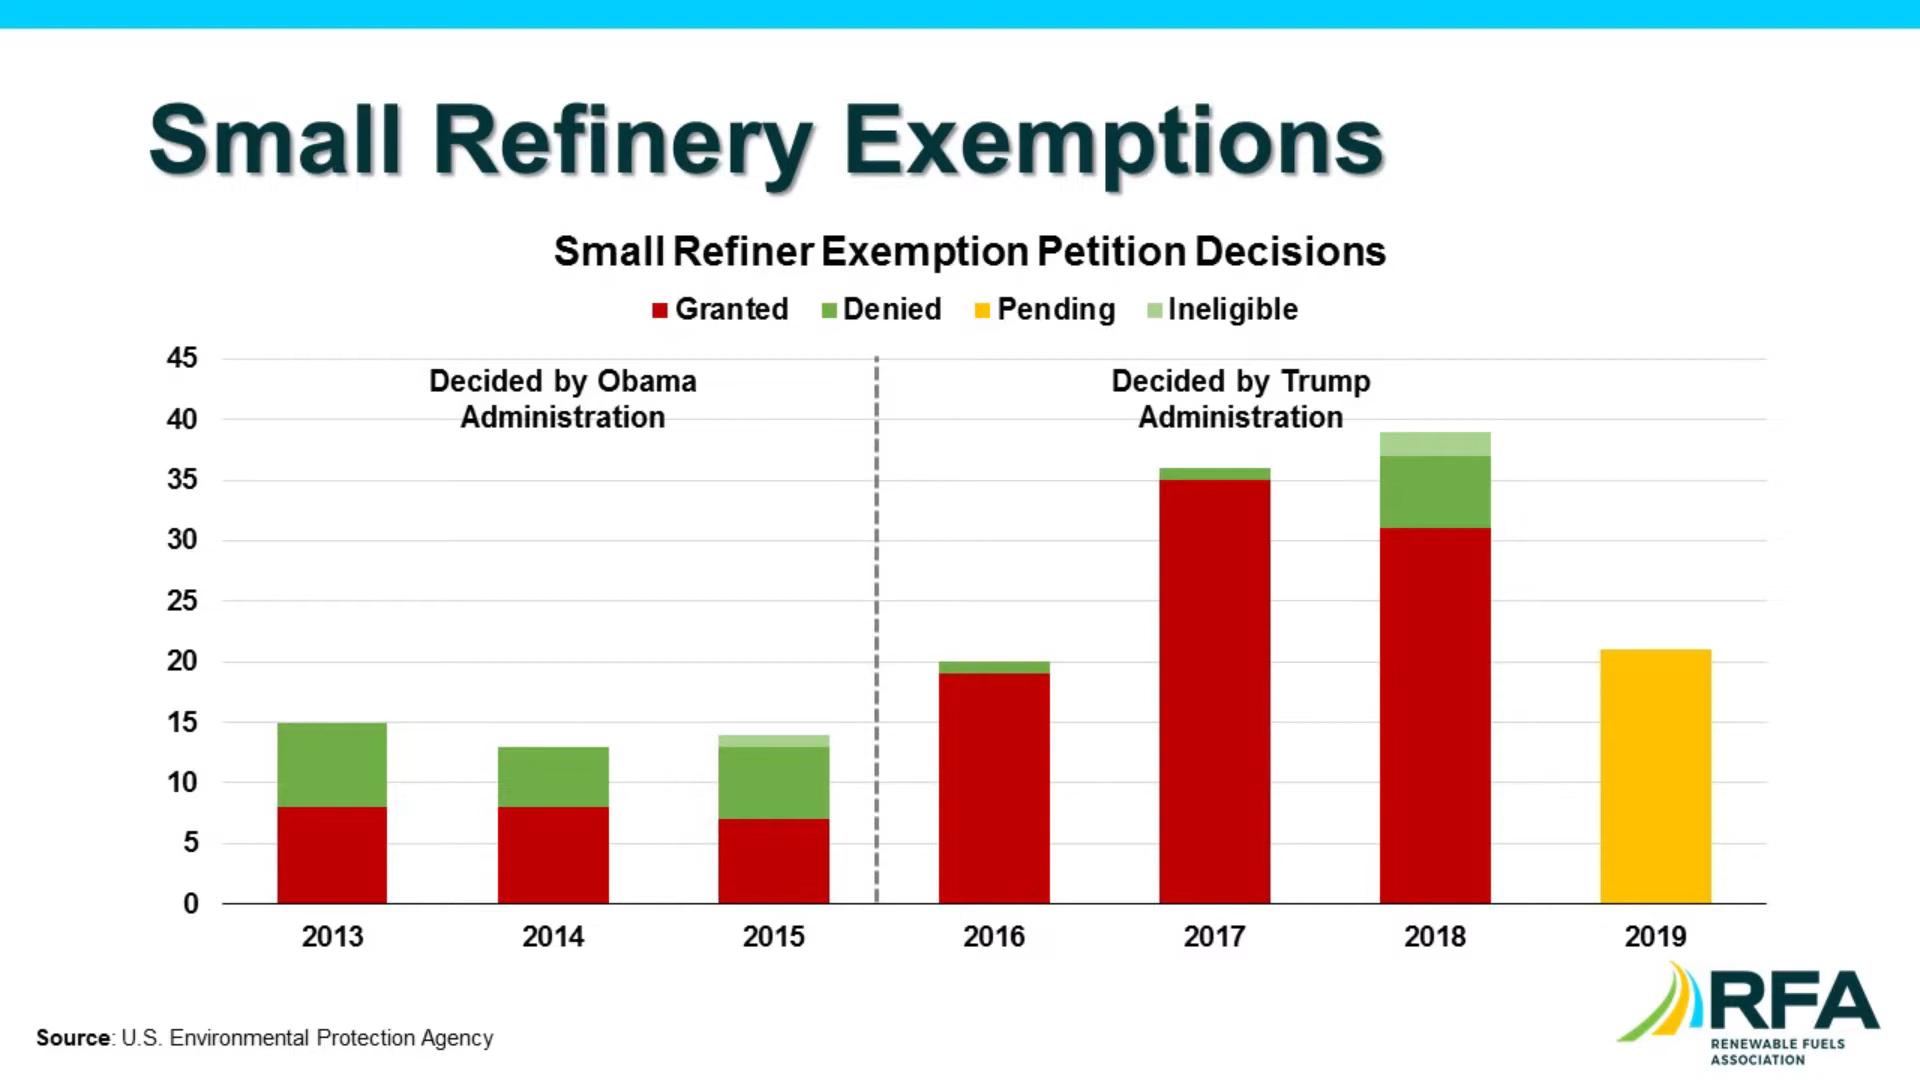 Small Refinery Exemptions
Small Refiner Exemption Petition Decisions
Granted Denied Pending Ineligible
45
40
35
30
25
20
15
10
5
0
Decided by Obama
Administration
Decided by Trump
Administration
2013 2014 2015 2016 2017 2018 2019
Source: U.S. Environmental Protection Agency
RFA
RENEWABLE FUELS
ASSOCIATION